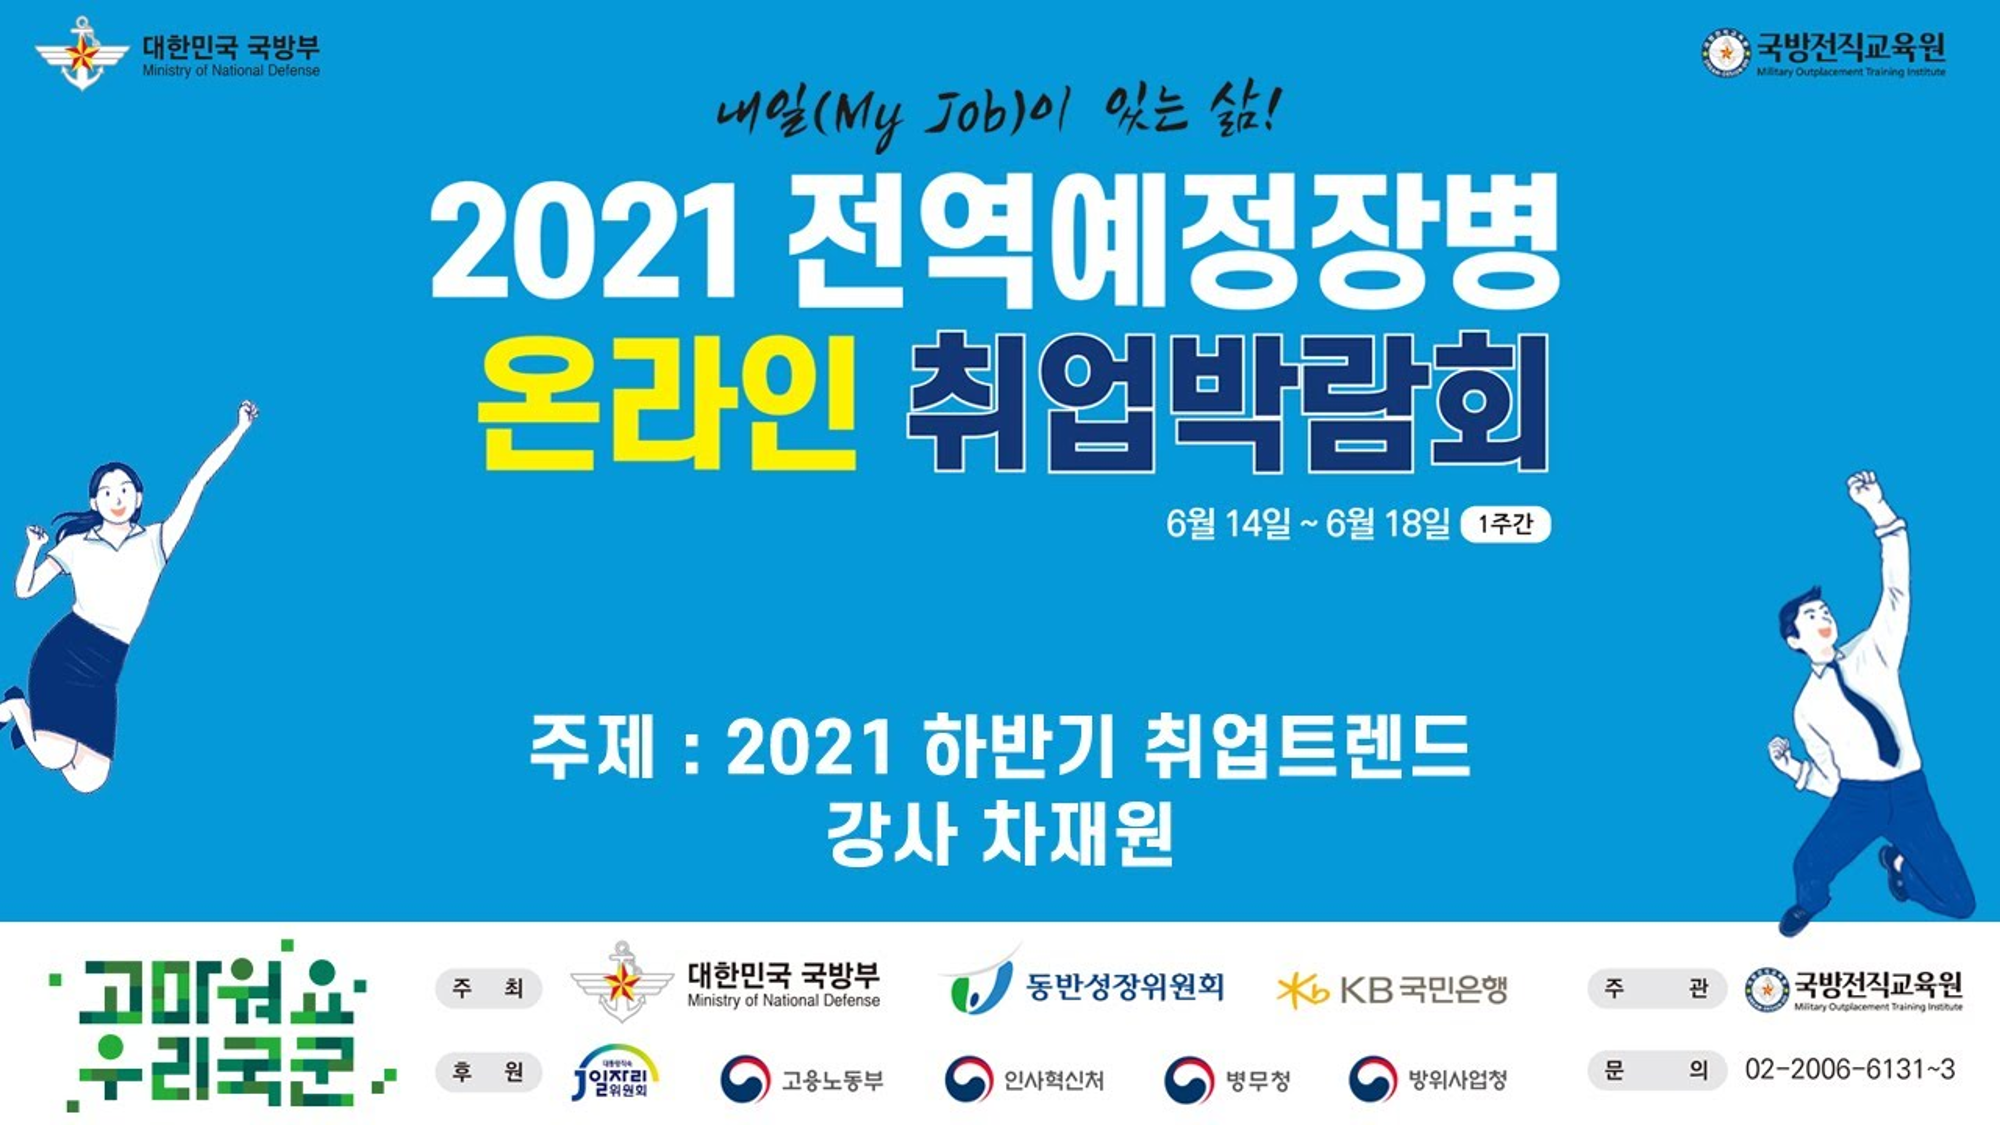 대한민국 국방부
Ministry of National Defense
국방전직교육원
Military Outplacement Training Institute
내일(My Job)이 있는 삶!
2021 전역예정장병
온라인 취업박람회
6월 14일 ~ 6월 18일 1주간
주제 : 2021 하반기 취업트렌드
강사 차재원
고마워요
우리국군
주 최
대한민국 국방부
Ministry of National Defense
동반성장위원회
KB국민은행
주 관
국방전직교육원
Military Outplacement Training Institute
후 원
대통령직속
일자리
위원회
고용노동부
인사혁신처
병무청
방위사업청
문 의
02-2006-6131~3